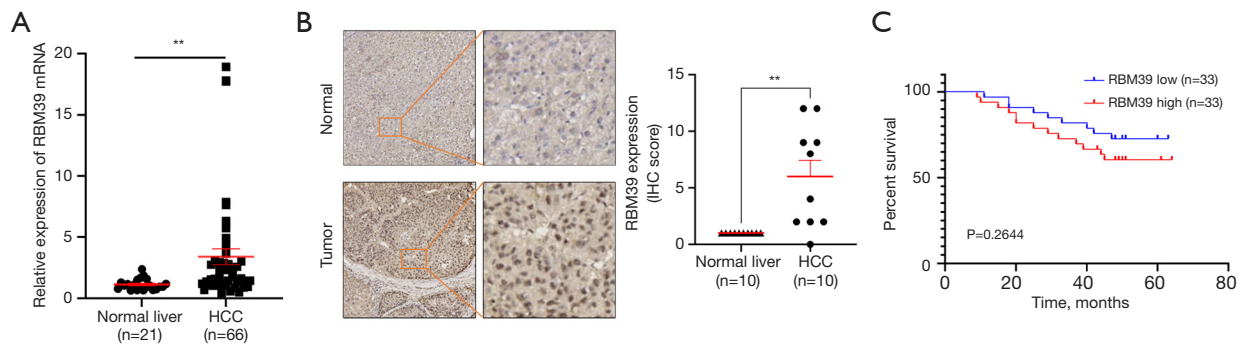 A
Relative expression of RBM39 mRNA
20
15
10
5
0
**
Normal liver
(n=21)
HCC
(n=66)
B
Normal
Tumor
RBM39 expression
(IHC score)
15
10
5
0
**
Normal liver
(n=10)
HCC
(n=10)
C
Percent survival
100
50
0
RBM39 low (n=33)
RBM39 high (n=33)
P=0.2644
0 20 40 60 80
Time, months